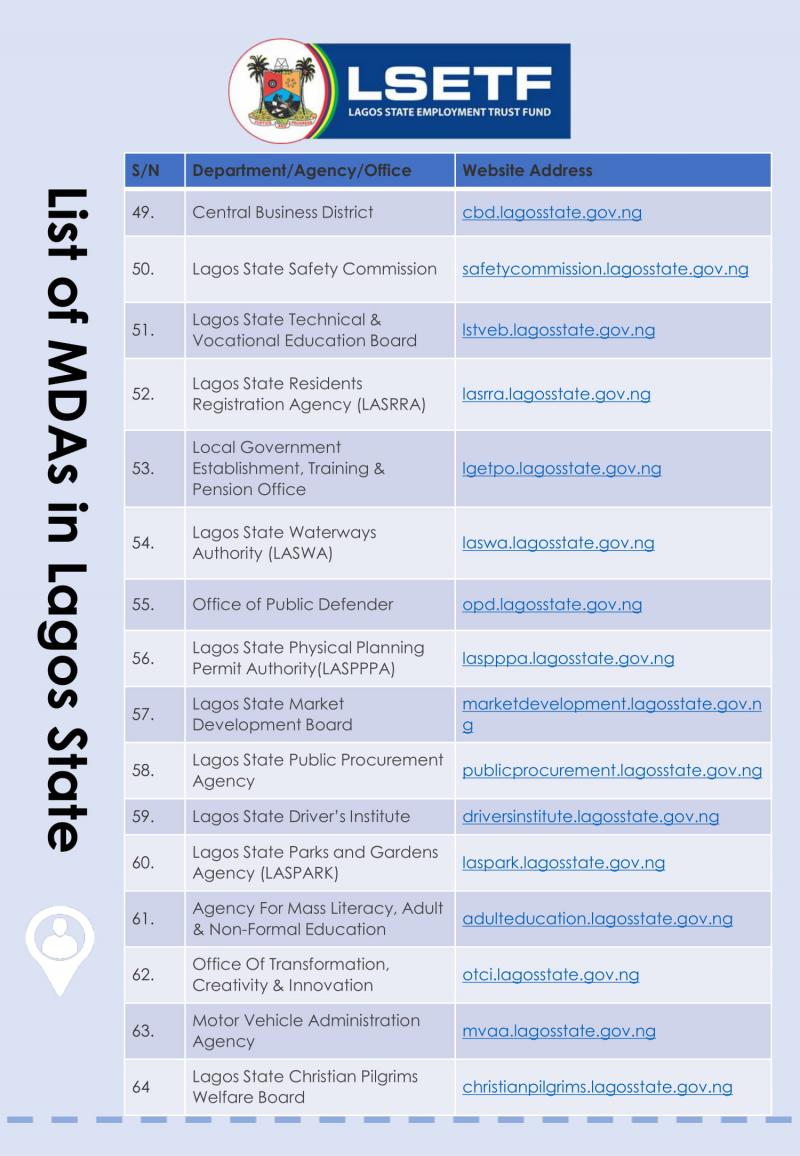 LSETF
LAGOS STATE EMPLOYMENT TRUST FUND
List of MDAs in Lagos State
S/N Department/Agency/Office Website Address
49. Central Business District cbd.lagosstate.gov.ng
50. Lagos State Safety Commission safetycommission.lagosstate.gov.ng
51. Lagos State Technical &
Vocational Education Board lstveb.lagosstate.gov.ng
52. Lagos State Residents
Registration Agency (LASRRA) lasrra.lagosstate.gov.ng
53. Local Government
Establishment, Training &
Pension Office lgetpo.lagosstate.gov.ng
54. Lagos State Waterways
Authority (LASWA) laswa.lagosstate.gov.ng
55. Office of Public Defender opd.lagosstate.gov.ng
56. Lagos State Physical Planning
Permit Authority(LASPPPA) laspppa.lagosstate.gov.ng
57. Lagos State Market
Development Board marketdevelopment.lagosstate.gov.n
g
58. Lagos State Public Procurement
Agency publicprocurement.lagosstate.gov.ng
59. Lagos State Driver’s Institute driversinstitute.lagosstate.gov.ng
60. Lagos State Parks and Gardens
Agency (LASPARK) laspark.lagosstate.gov.ng
61. Agency For Mass Literacy, Adult
& Non-Formal Education adulteducation.lagosstate.gov.ng
62. Office Of Transformation,
Creativity & Innovation otci.lagosstate.gov.ng
63. Motor Vehicle Administration
Agency mvaa.lagosstate.gov.ng
64 Lagos State Christian Pilgrims
Welfare Board christianpilgrims.lagosstate.gov.ng